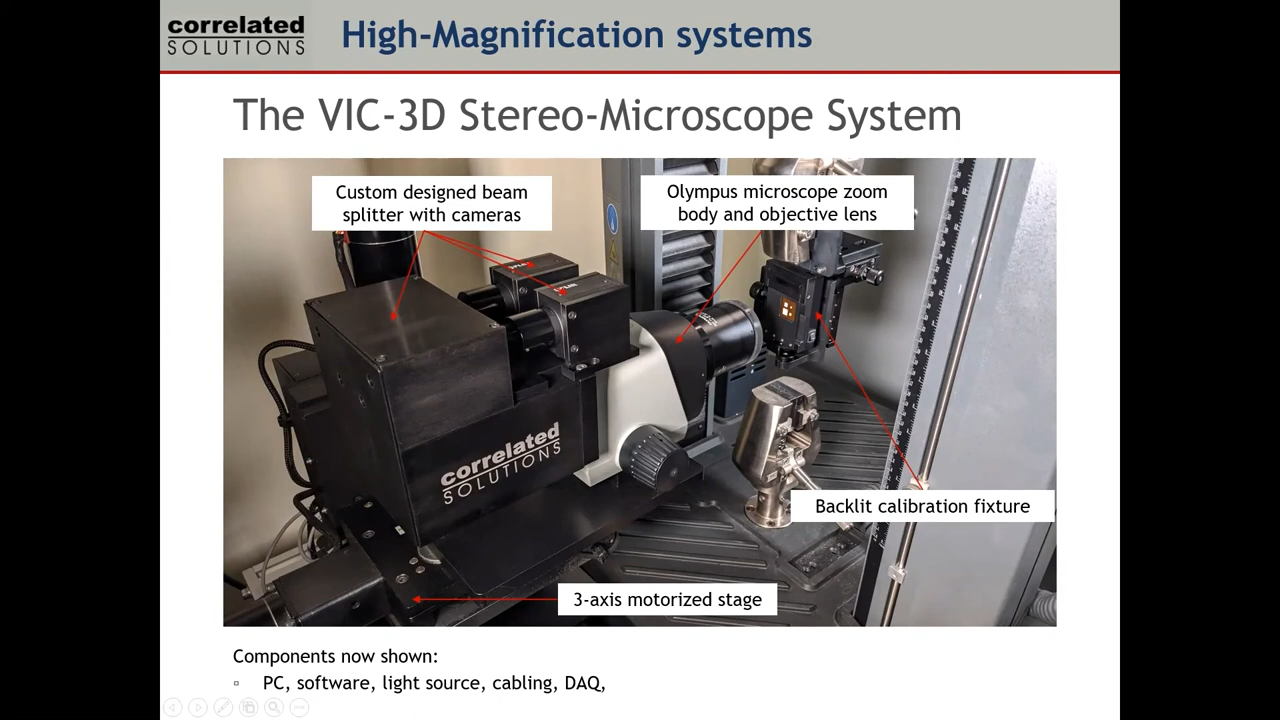 correlated
SOLUTIONS
High-Magnification systems
The VIC-3D Stereo-Microscope System
Custom designed beam
splitter with cameras
Olympus microscope zoom
body and objective lens
correlated
SOLUTIONS
Backlit calibration fixture
3-axis motorized stage
Components now shown:
PC, software, light source, cabling, DAQ,